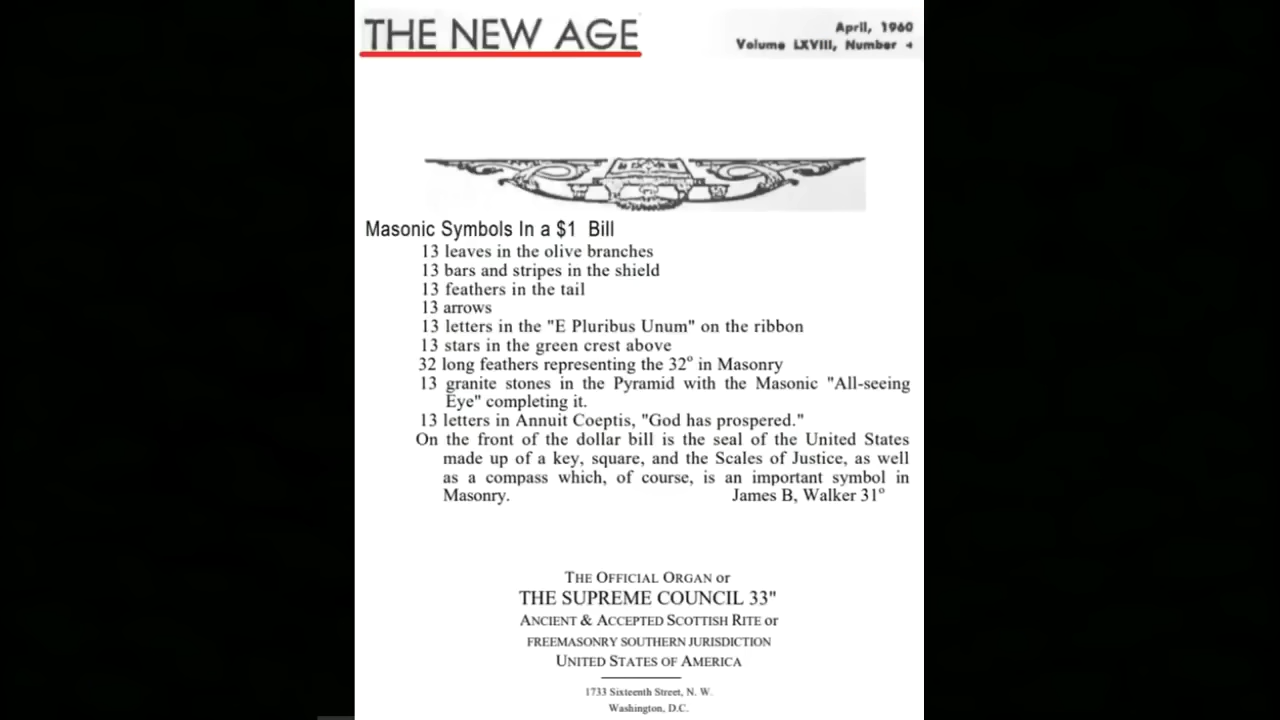 THE NEW AGE
April, 1960
Volume LXVIII, Number 4
Masonic Symbols In a $1 Bill
13 leaves in the olive branches
13 bars and stripes in the shield
13 feathers in the tail
13 arrows
13 letters in the "E Pluribus Unum" on the ribbon
13 stars in the green crest above
32 long feathers representing the 32º in Masonry
13 granite stones in the Pyramid with the Masonic "All-seeing
Eye" completing it.
13 letters in Annuit Coeptis, "God has prospered."
On the front of the dollar bill is the seal of the United States
made up of a key, square, and the Scales of Justice, as well
as a compass which, of course, is an important symbol in
Masonry. James B, Walker 31º
THE OFFICIAL ORGAN or
THE SUPREME COUNCIL 33"
ANCIENT & ACCEPTED SCOTTISH RITE or
FREEMASONRY SOUTHERN JURISDICTION
UNITED STATES OF AMERICA
1733 Sixteenth Street, N. W.
Washington, D.C.